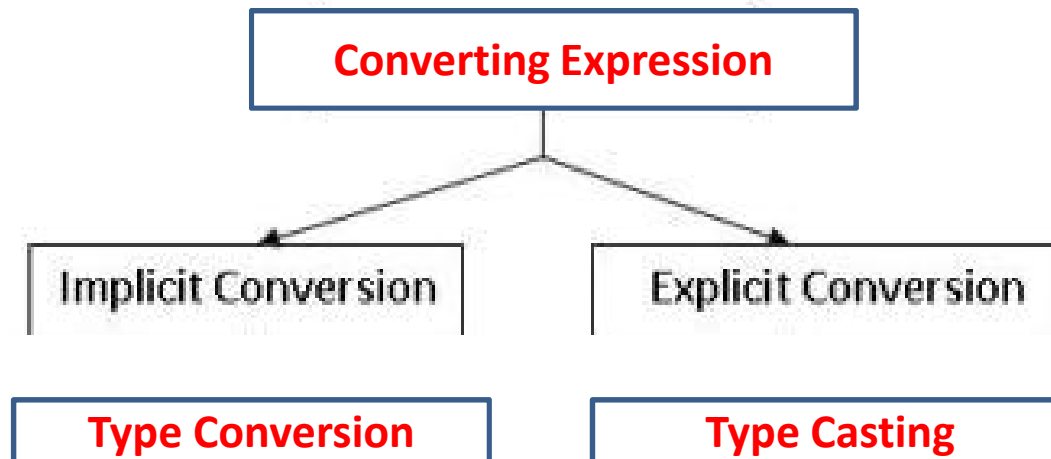 Converting Expression
Implicit Conversion
Explicit Conversion
Type Conversion
Type Casting